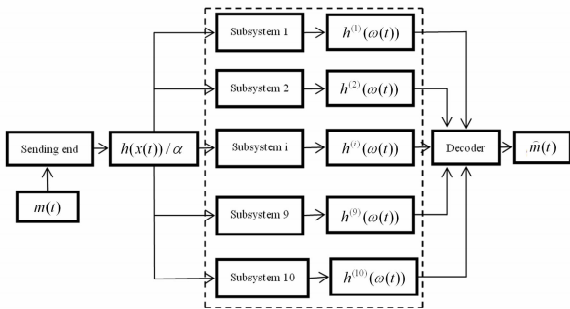 Subsystem 1
h^{(1)}(ω(t))
Subsystem 2
h^{(2)}(ω(t))
Sending end
h(x(t))/α
Subsystem i
h^{(i)}(ω(t))
Decoder
m̃(t)
m(t)
Subsystem 9
h^{(9)}(ω(t))
Subsystem 10
h^{(10)}(ω(t))